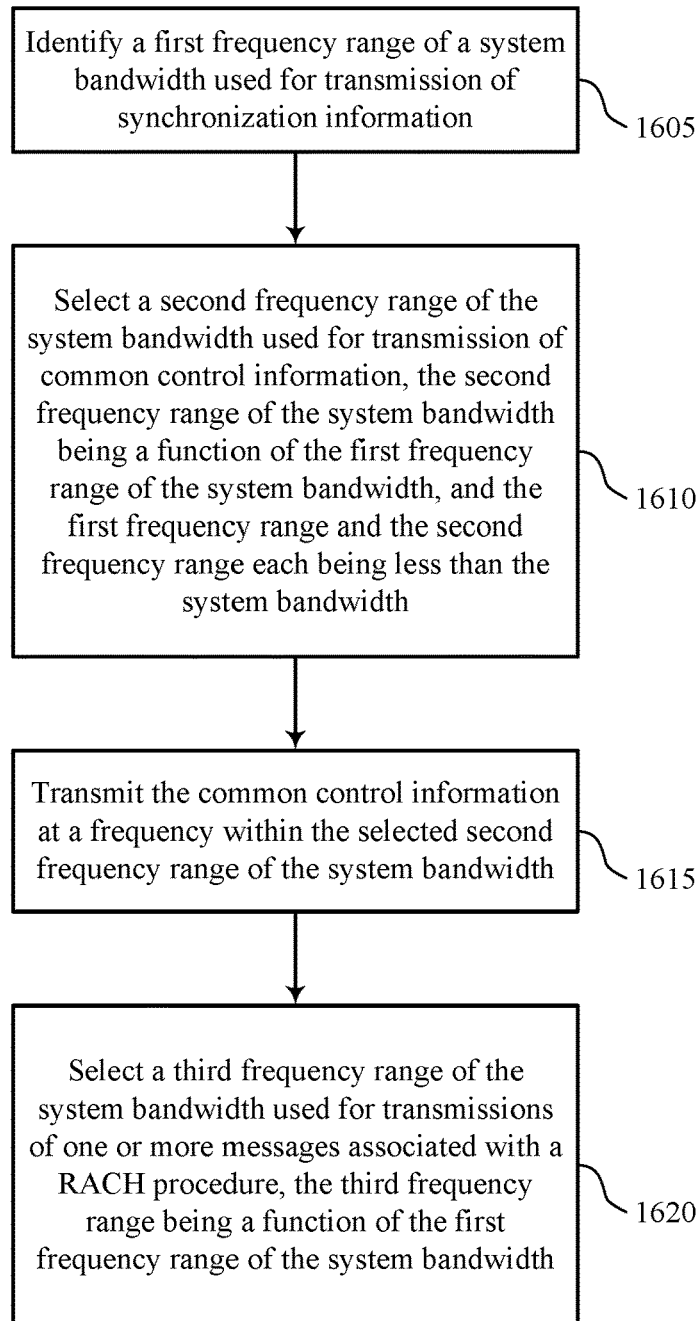 Identify a first frequency range of a system
bandwidth used for transmission of
synchronization information
1605
Select a second frequency range of the
system bandwidth used for transmission of
common control information, the second
frequency range of the system bandwidth
being a function of the first frequency
range of the system bandwidth, and the
first frequency range and the second
frequency range each being less than the
system bandwidth
1610
Transmit the common control information
at a frequency within the selected second
frequency range of the system bandwidth
1615
Select a third frequency range of the
system bandwidth used for transmissions
of one or more messages associated with a
RACH procedure, the third frequency
range being a function of the first
frequency range of the system bandwidth
1620